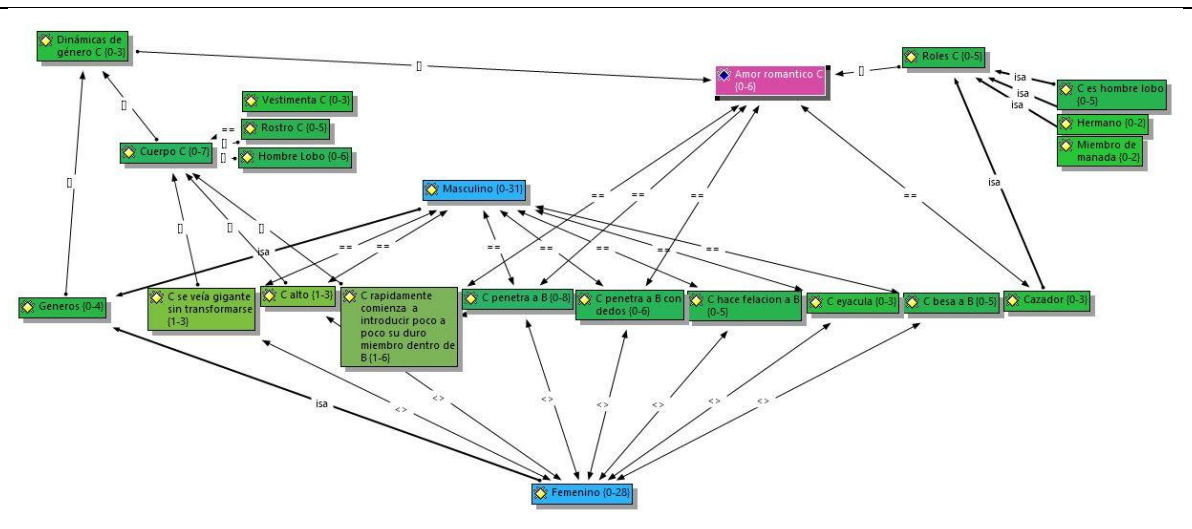 Dinámicas de
género C {0-3}
[]
Amor romantico C
{0-6}
[]
Roles C {0-5}
isa
isa
isa
C es hombre lobo
{0-5}
Hermano {0-2}
Miembro de
manada {0-2}
[]
Vestimenta C {0-3}
==
Rostro C {0-5}
[]
Cuerpo C {0-7}
[]
Hombre Lobo {0-6}
[]
Masculino {0-31}
isa
==
==
==
==
==
==
==
==
==
==
isa
[]
[]
[]
isa
Generos {0-4}
C se veía gigante
sin transformarse
{1-3}
C alto {1-3}
C rapidamente
comienza a
introducir poco a
poco su duro
miembro dentro de
B {1-6}
C penetra a B {0-8}
C penetra a B con
dedos {0-6}
C hace felacion a B
{0-5}
C eyacula {0-3}
C besa a B {0-5}
Cazador {0-3}
isa
<>
<>
<>
<>
<>
<>
<>
Femenino {0-28}